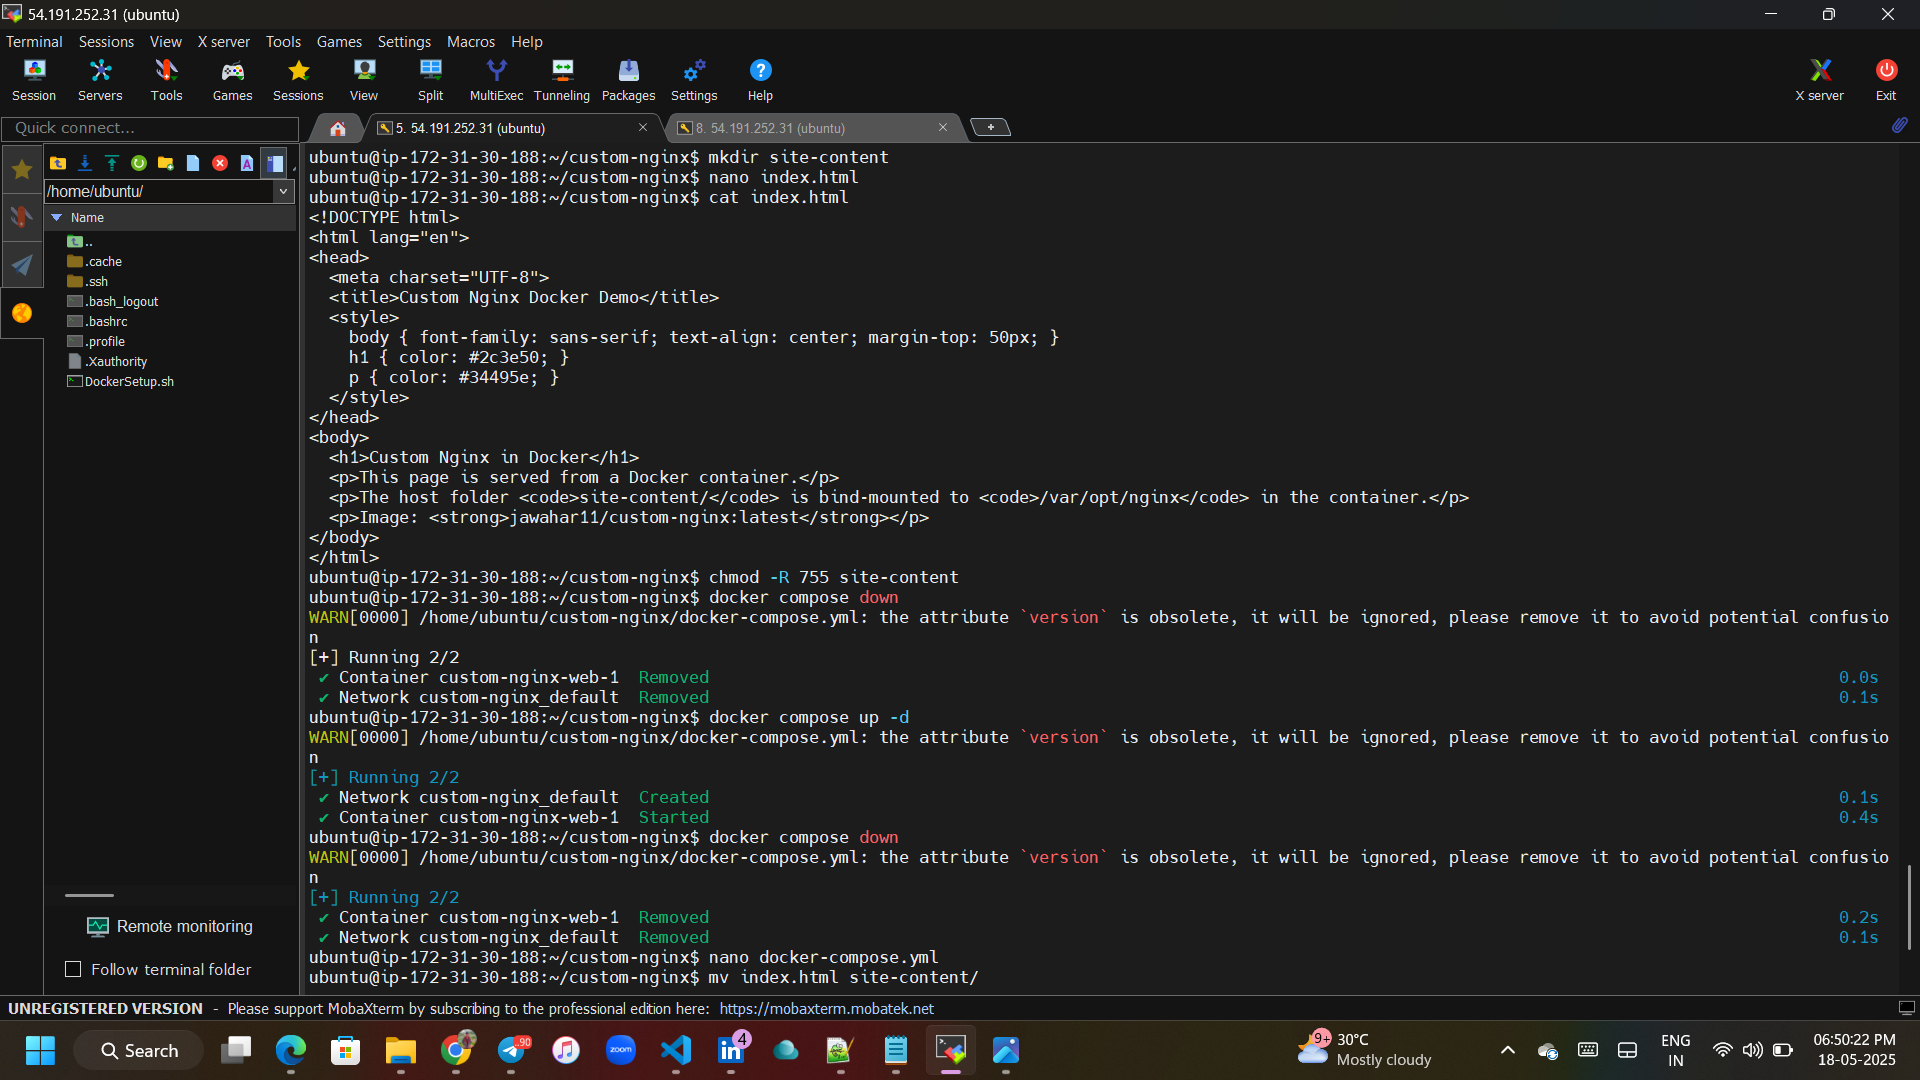 54.191.252.31 (ubuntu)
Terminal Sessions View X server Tools Games Settings Macros Help
Session Servers Tools Games Sessions View Split MultiExec Tunneling Packages Settings Help X server Exit
Quick connect...
5. 54.191.252.31 (ubuntu)
8. 54.191.252.31 (ubuntu)
/home/ubuntu/
Name
..
.cache
.ssh
.bash_logout
.bashrc
.profile
.Xauthority
DockerSetup.sh
Remote monitoring
Follow terminal folder
ubuntu@ip-172-31-30-188:~/custom-nginx$ mkdir site-content
ubuntu@ip-172-31-30-188:~/custom-nginx$ nano index.html
ubuntu@ip-172-31-30-188:~/custom-nginx$ cat index.html
<!DOCTYPE html>
<html lang="en">
<head>
  <meta charset="UTF-8">
  <title>Custom Nginx Docker Demo</title>
  <style>
    body { font-family: sans-serif; text-align: center; margin-top: 50px; }
    h1 { color: #2c3e50; }
    p { color: #34495e; }
  </style>
</head>
<body>
  <h1>Custom Nginx in Docker</h1>
  <p>This page is served from a Docker container.</p>
  <p>The host folder <code>site-content/</code> is bind-mounted to <code>/var/opt/nginx</code> in the container.</p>
  <p>Image: <strong>jawahar11/custom-nginx:latest</strong></p>
</body>
</html>
ubuntu@ip-172-31-30-188:~/custom-nginx$ chmod -R 755 site-content
ubuntu@ip-172-31-30-188:~/custom-nginx$ docker compose down
WARN[0000] /home/ubuntu/custom-nginx/docker-compose.yml: the attribute `version` is obsolete, it will be ignored, please remove it to avoid potential confusio
n
[+] Running 2/2
 ✔ Container custom-nginx-web-1  Removed 0.0s
 ✔ Network custom-nginx_default  Removed 0.1s
ubuntu@ip-172-31-30-188:~/custom-nginx$ docker compose up -d
WARN[0000] /home/ubuntu/custom-nginx/docker-compose.yml: the attribute `version` is obsolete, it will be ignored, please remove it to avoid potential confusio
n
[+] Running 2/2
 ✔ Network custom-nginx_default  Created 0.1s
 ✔ Container custom-nginx-web-1  Started 0.4s
ubuntu@ip-172-31-30-188:~/custom-nginx$ docker compose down
WARN[0000] /home/ubuntu/custom-nginx/docker-compose.yml: the attribute `version` is obsolete, it will be ignored, please remove it to avoid potential confusio
n
[+] Running 2/2
 ✔ Container custom-nginx-web-1  Removed 0.2s
 ✔ Network custom-nginx_default  Removed 0.1s
ubuntu@ip-172-31-30-188:~/custom-nginx$ nano docker-compose.yml
ubuntu@ip-172-31-30-188:~/custom-nginx$ mv index.html site-content/
UNREGISTERED VERSION - Please support MobaXterm by subscribing to the professional edition here: https://mobaxterm.mobatek.net
Search
.90
zoom
4
9+
30°C
Mostly cloudy
ENG
IN
06:50:22 PM
18-05-2025